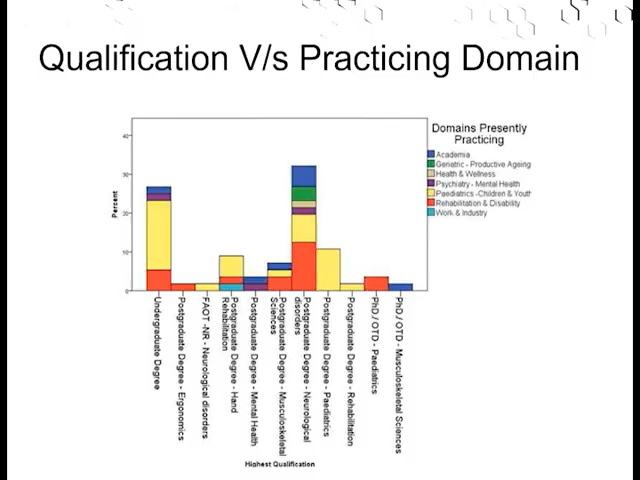 Qualification V/s Practicing Domain
Domains Presently
Practicing
Academia
Geriatric - Productive Ageing
Health & Wellness
Psychiatry - Mental Health
Paediatrics -Children & Youth
Rehabilitation & Disability
Work & Industry
Percent
40
30
20
10
0
Undergraduate Degree
Postgraduate Degree - Ergonomics
FAOT -NR - Neurological disorders
Postgraduate Degree - Hand
Rehabilitation
Postgraduate Degree - Mental Health
Postgraduate Degree - Musculoskeletal
Sciences
Postgraduate Degree - Neurological
disorders
Postgraduate Degree - Paediatrics
Postgraduate Degree - Rehabilitation
PhD / OTD - Paediatrics
PhD / OTD - Musculoskeletal Sciences
Highest Qualification